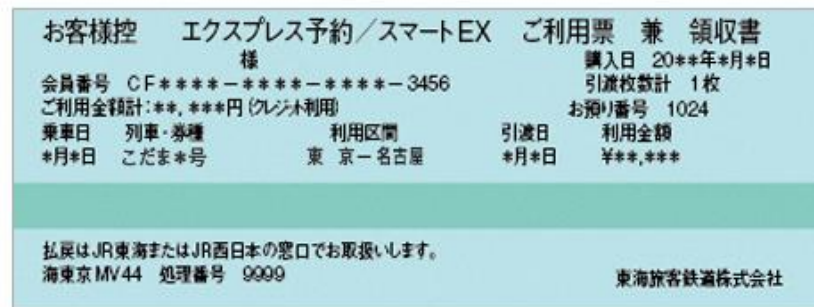 お客様控 エクスプレス予約／スマートEX ご利用票 兼 領収書
様 購入日 20**年*月*日
会員番号 CF****-****-****-3456 引渡枚数計 1枚
ご利用金額計:**,***円(クレジット利用) お預り番号 1024
乗車日 列車・券種 利用区間 引渡日 利用金額
*月*日 こだま*号 東 京ー名古屋 *月*日 ¥**,***
払戻はJR東海またはJR西日本の窓口でお取扱いします。
海東京MV44 処理番号 9999 東海旅客鉄道株式会社